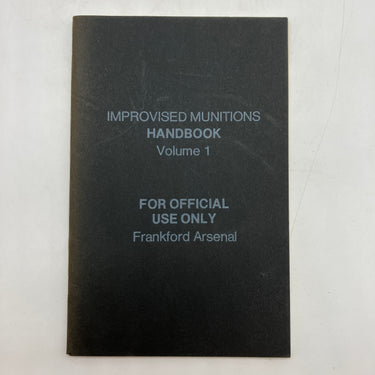 IMPROVISED MUNITIONS
HANDBOOK
Volume 1
FOR OFFICIAL
USE ONLY
Frankford Arsenal